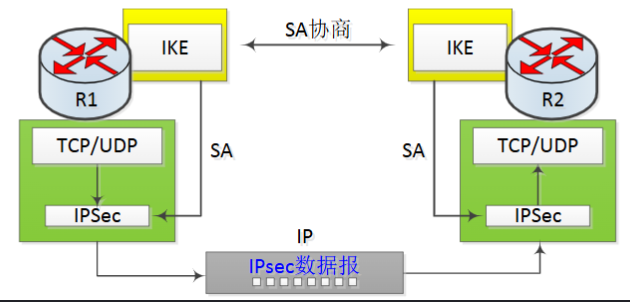 SA协商
IKE
IKE
R1
R2
TCP/UDP
SA
SA
TCP/UDP
IPSec
IPSec
IP
IPsec数据报